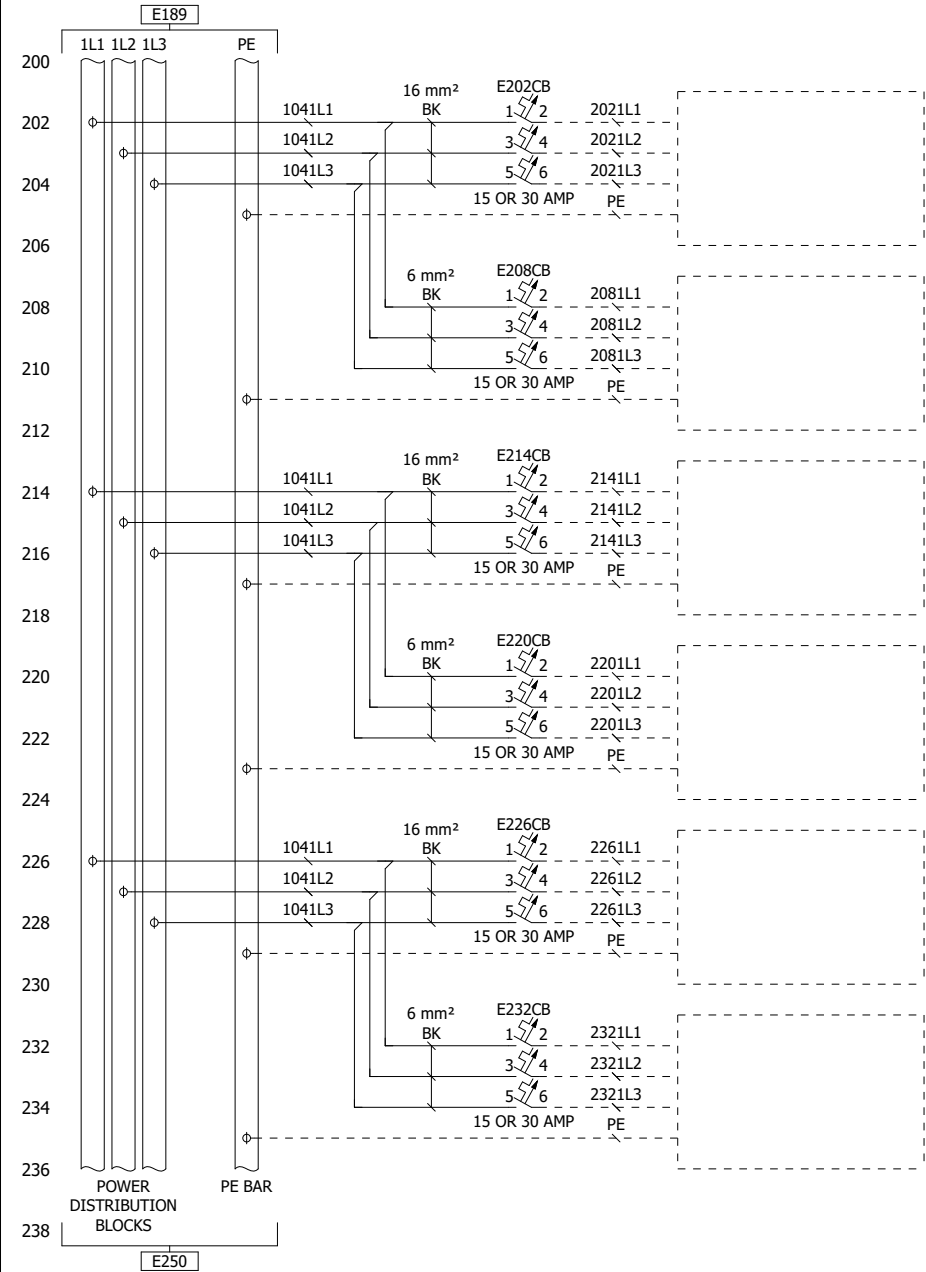 E189
1L1 1L2 1L3 PE
200
16 mm² E202CB
BK
202 1041L1 1 2 2021L1
1041L2 3 4 2021L2
204 1041L3 5 6 2021L3
15 OR 30 AMP PE
206
6 mm² E208CB
BK
208 1 2 2081L1
3 4 2081L2
210 5 6 2081L3
15 OR 30 AMP PE
212
16 mm² E214CB
BK
214 1041L1 1 2 2141L1
1041L2 3 4 2141L2
216 1041L3 5 6 2141L3
15 OR 30 AMP PE
218
6 mm² E220CB
BK
220 1 2 2201L1
3 4 2201L2
222 5 6 2201L3
15 OR 30 AMP PE
224
16 mm² E226CB
BK
226 1041L1 1 2 2261L1
1041L2 3 4 2261L2
228 1041L3 5 6 2261L3
15 OR 30 AMP PE
230
6 mm² E232CB
BK
232 1 2 2321L1
3 4 2321L2
234 5 6 2321L3
15 OR 30 AMP PE
236
POWER PE BAR
DISTRIBUTION
BLOCKS
238
E250